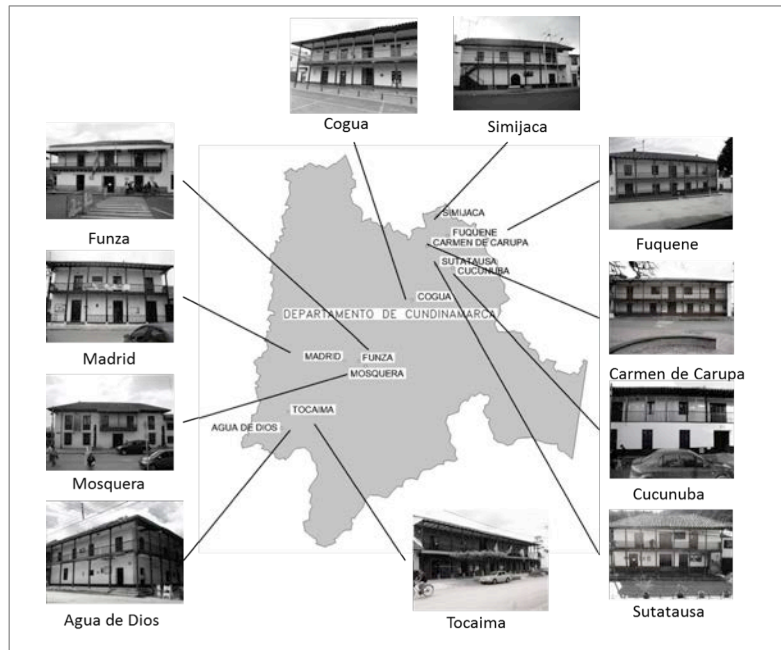 Cogua
Simijaca
Funza
Fuquene
Madrid
Carmen de Carupa
Mosquera
Cucunuba
Agua de Dios
Tocaima
Sutatausa
SIMIJACA
FUQUENE
CARMEN DE CARUPA
SUTATAUSA
CUCUNUBA
COGUA
DEPARTAMENTO DE CUNDINAMARCA
MADRID
FUNZA
MOSQUERA
TOCAIMA
AGUA DE DIOS